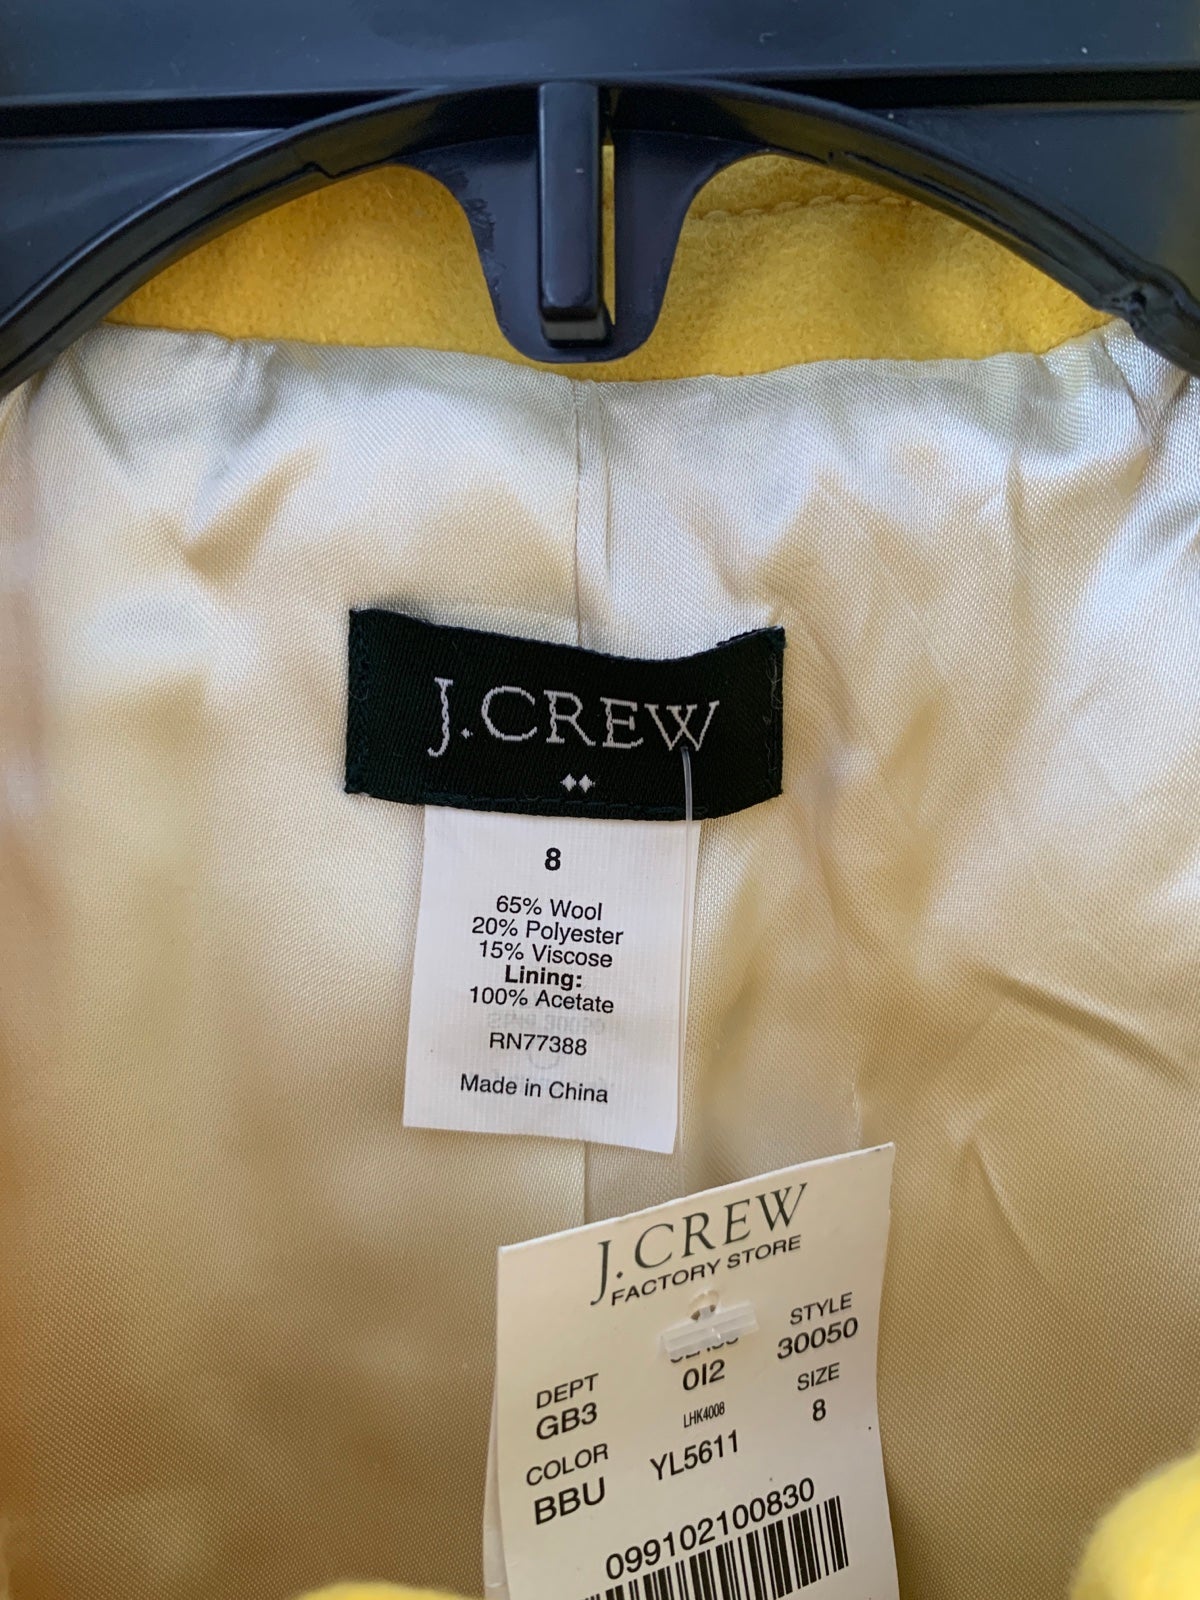 J.CREW
8
65% Wool
20% Polyester
15% Viscose
Lining:
100% Acetate
RN77388
Made in China
J.CREW
FACTORY STORE
DEPT STYLE
GB3 012 30050
LHK4008 SIZE
COLOR YL5611 8
BBU
099102100830